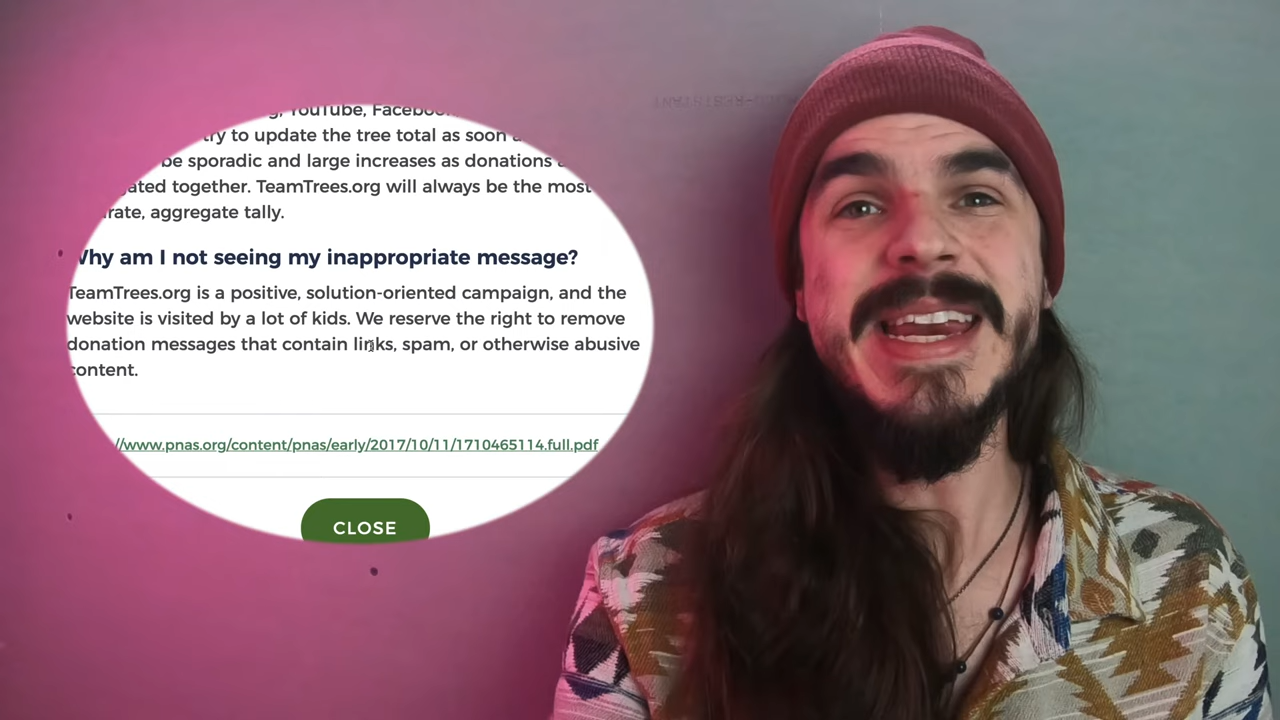 YouTube, Facebook
try to update the tree total as soon
be sporadic and large increases as donations
together. TeamTrees.org will always be the most
aggregate tally.
Why am I not seeing my inappropriate message?
TeamTrees.org is a positive, solution-oriented campaign, and the
website is visited by a lot of kids. We reserve the right to remove
donation messages that contain links, spam, or otherwise abusive
content.
//www.pnas.org/content/pnas/early/2017/10/11/1710465114.full.pdf
CLOSE